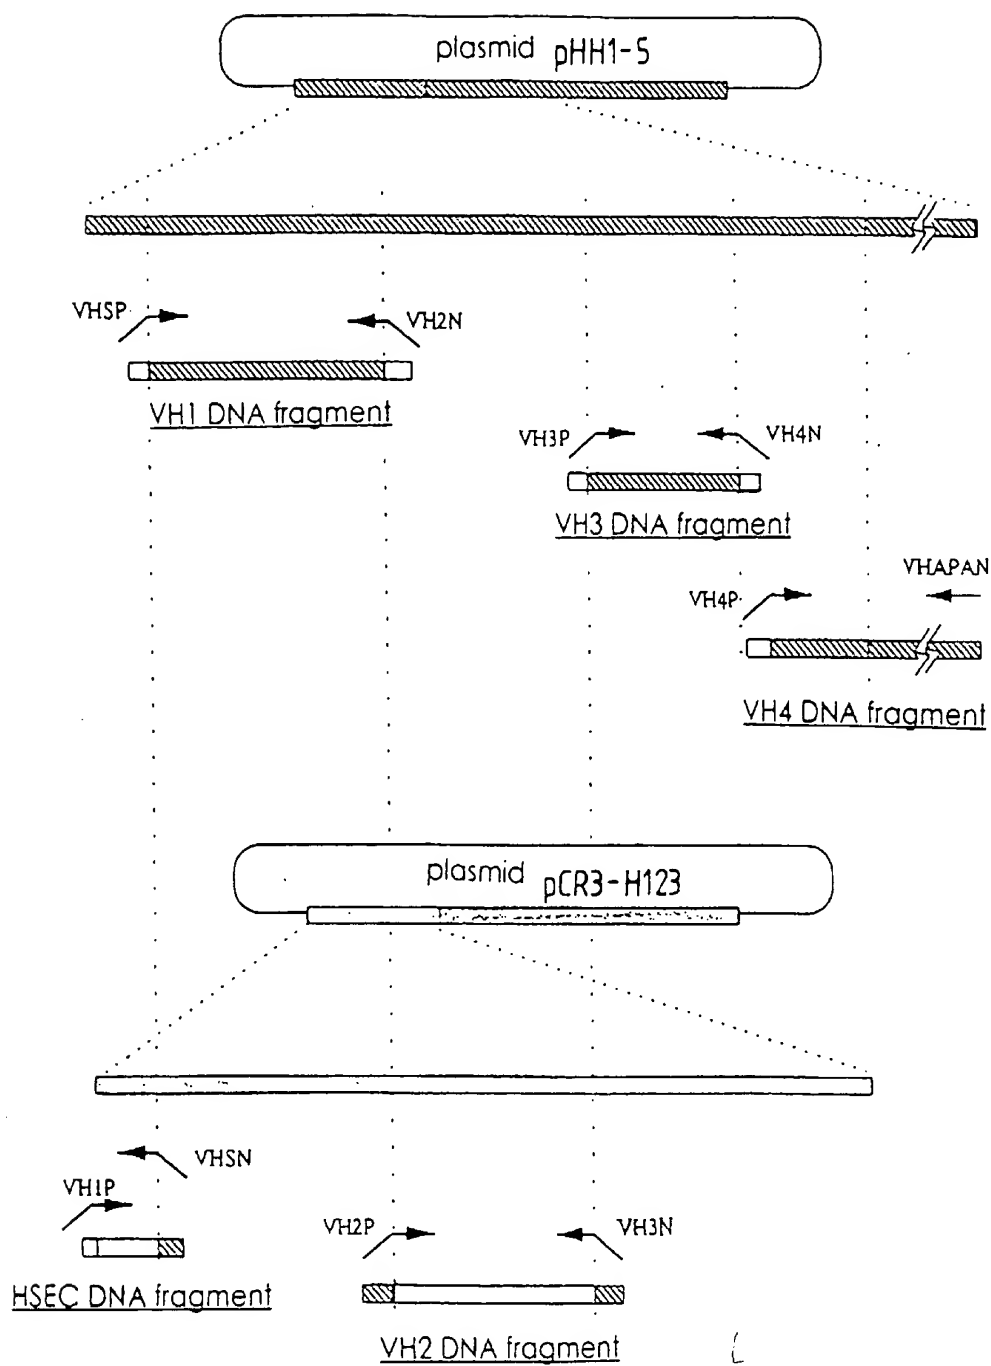 plasmid pHH1-5
VHSP
VH2N
VH1 DNA fragment
VH3P
VH4N
VH3 DNA fragment
VH4P
VHAPAN
VH4 DNA fragment
plasmid pCR3-H123
VHSN
VH1P
HSEC DNA fragment
VH2P
VH3N
VH2 DNA fragment